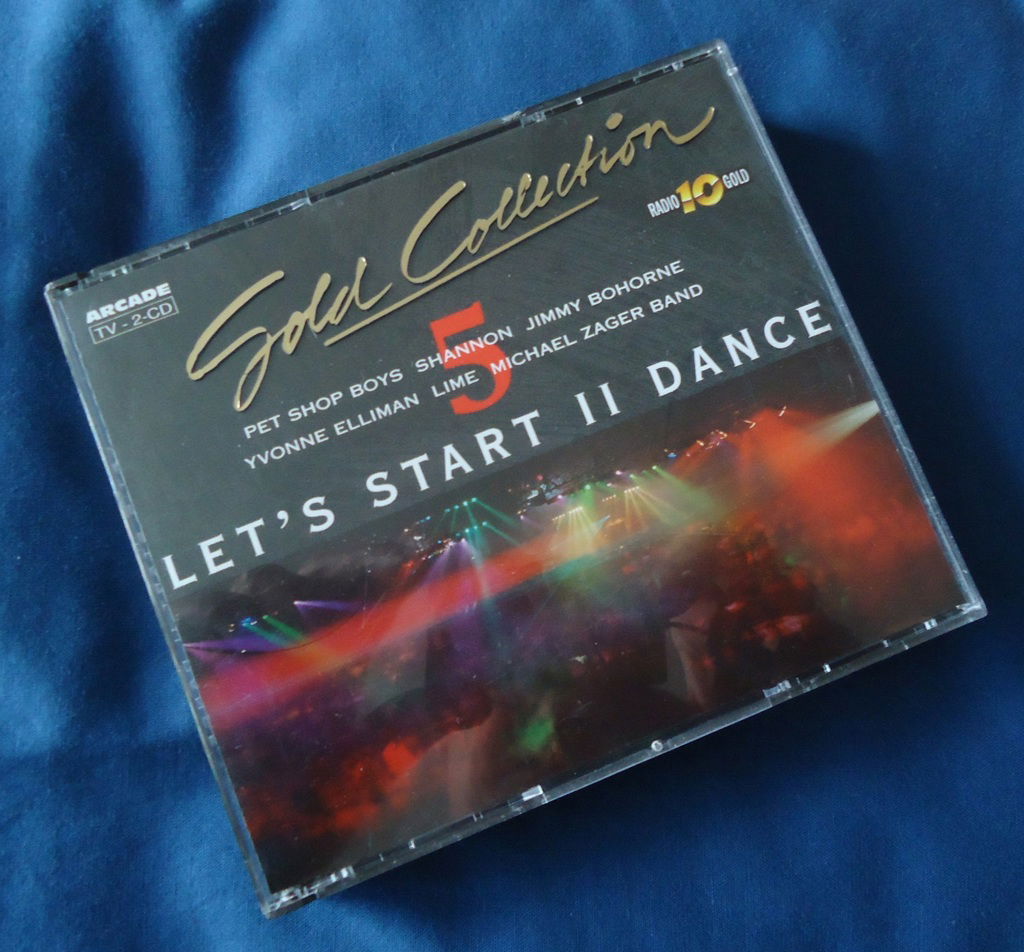 Gold Collection
RADIO 10 GOLD
ARCADE
TV - 2-CD
5
PET SHOP BOYS SHANNON JIMMY BOHORNE
YVONNE ELLIMAN LIME MICHAEL ZAGER BAND
LET'S START II DANCE